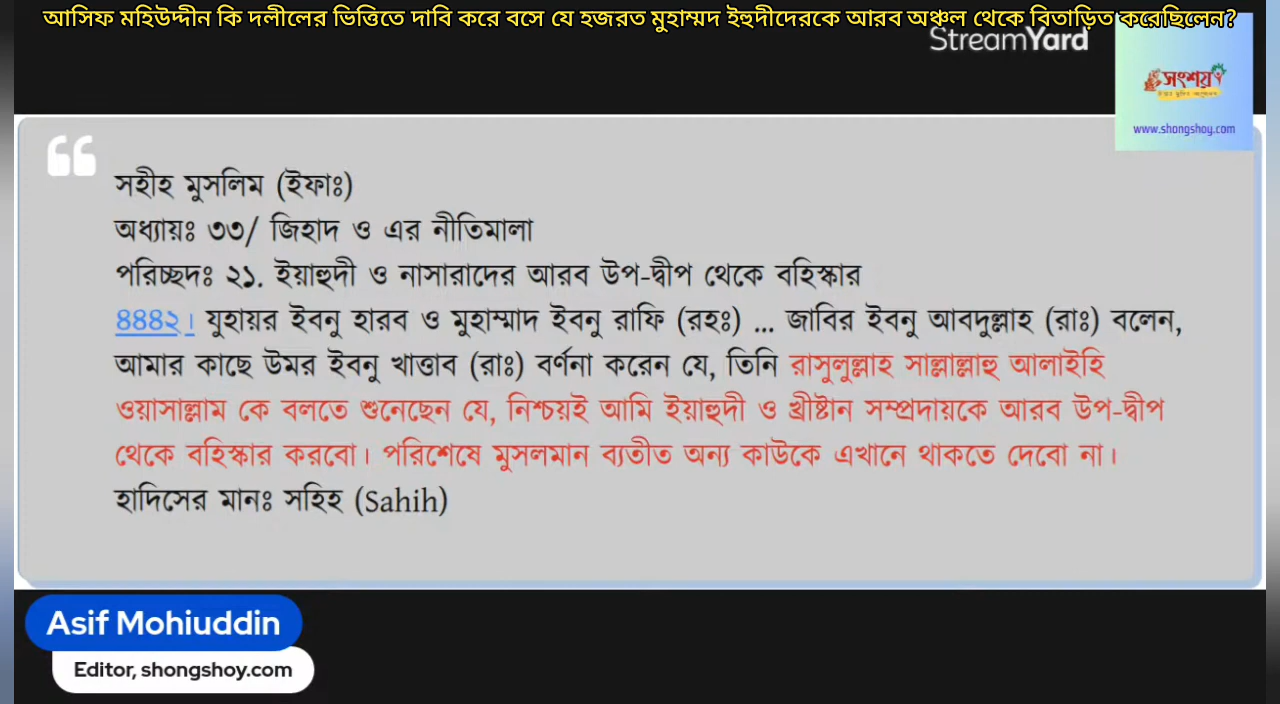 আসিফ মহিউদ্দীন কি দলীলের ভিত্তিতে দাবি করে বসে যে হজরত মুহাম্মদ ইহুদীদেরকে আরব অঞ্চল থেকে বিতাড়িত করেছিলেন?
StreamYard
সংশয়
www.shongshoy.com
সহীহ মুসলিম (ইফাঃ)
অধ্যায়ঃ ৩৩/ জিহাদ ও এর নীতিমালা
পরিচ্ছদঃ ২১. ইয়াহুদী ও নাসারাদের আরব উপ-দ্বীপ থেকে বহিস্কার
৪৪৪২। যুহায়র ইবনু হারব ও মুহাম্মাদ ইবনু রাফি (রহঃ) ... জাবির ইবনু আবদুল্লাহ (রাঃ) বলেন,
আমার কাছে উমর ইবনু খাত্তাব (রাঃ) বর্ণনা করেন যে, তিনি রাসুলুল্লাহ সাল্লাল্লাহু আলাইহি
ওয়াসাল্লাম কে বলতে শুনেছেন যে, নিশ্চয়ই আমি ইয়াহুদী ও খ্রীষ্টান সম্প্রদায়কে আরব উপ-দ্বীপ
থেকে বহিস্কার করবো। পরিশেষে মুসলমান ব্যতীত অন্য কাউকে এখানে থাকতে দেবো না।
হাদিসের মানঃ সহিহ (Sahih)
Asif Mohiuddin
Editor, shongshoy.com